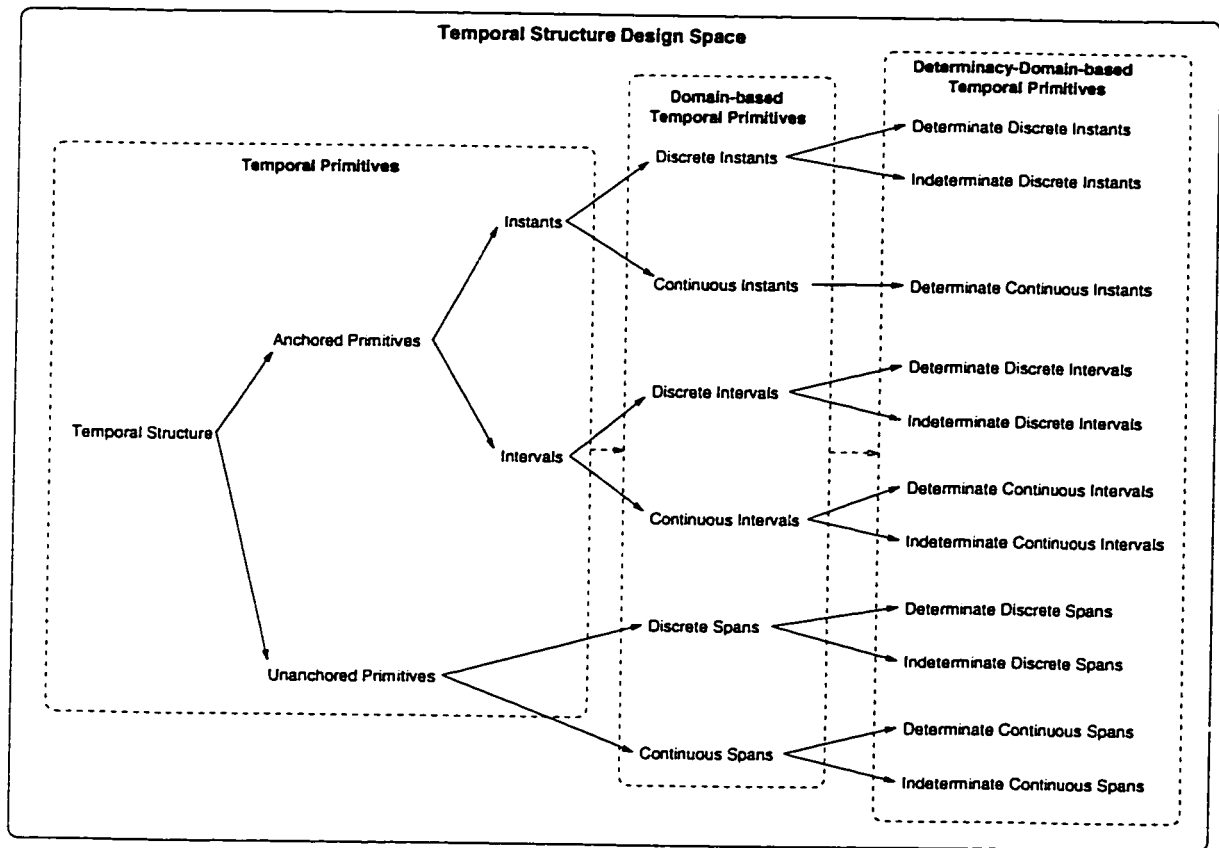 Temporal Structure Design Space
Temporal Primitives
Temporal Structure
Anchored Primitives
Unanchored Primitives
Instants
Intervals
Domain-based
Temporal Primitives
Discrete Instants
Continuous Instants
Discrete Intervals
Continuous Intervals
Discrete Spans
Continuous Spans
Determinacy-Domain-based
Temporal Primitives
Determinate Discrete Instants
Indeterminate Discrete Instants
Determinate Continuous Instants
Determinate Discrete Intervals
Indeterminate Discrete Intervals
Determinate Continuous Intervals
Indeterminate Continuous Intervals
Determinate Discrete Spans
Indeterminate Discrete Spans
Determinate Continuous Spans
Indeterminate Continuous Spans